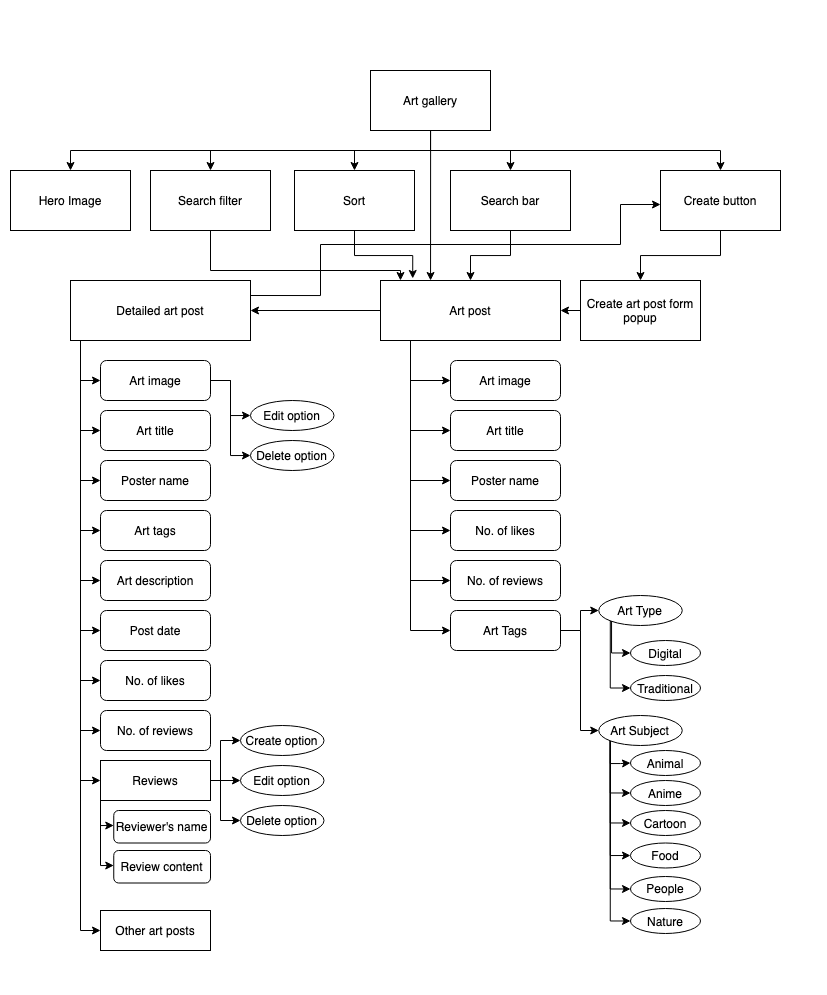 Art gallery
Hero Image
Search filter
Sort
Search bar
Create button
Detailed art post
Art post
Create art post form
popup
Art image
Edit option
Delete option
Art title
Poster name
Art tags
Art description
Post date
No. of likes
No. of reviews
Reviews
Create option
Edit option
Delete option
Reviewer's name
Review content
Other art posts
Art image
Art title
Poster name
No. of likes
No. of reviews
Art Tags
Art Type
Digital
Traditional
Art Subject
Animal
Anime
Cartoon
Food
People
Nature